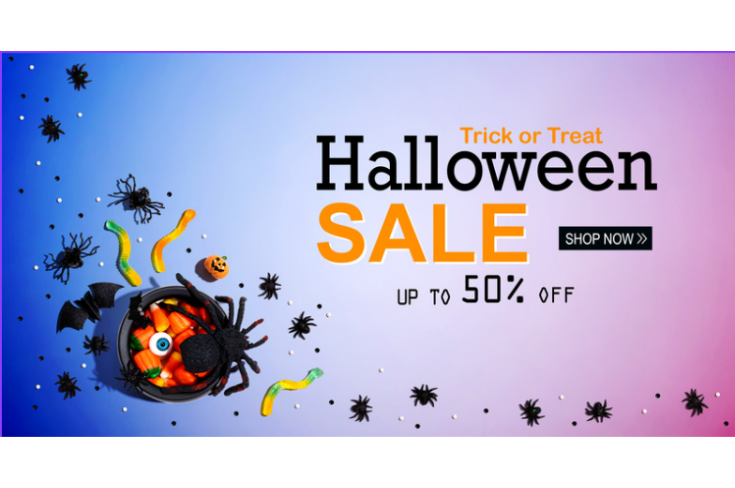 Trick or Treat
Halloween
SALE
SHOP NOW »
UP TO 50% OFF